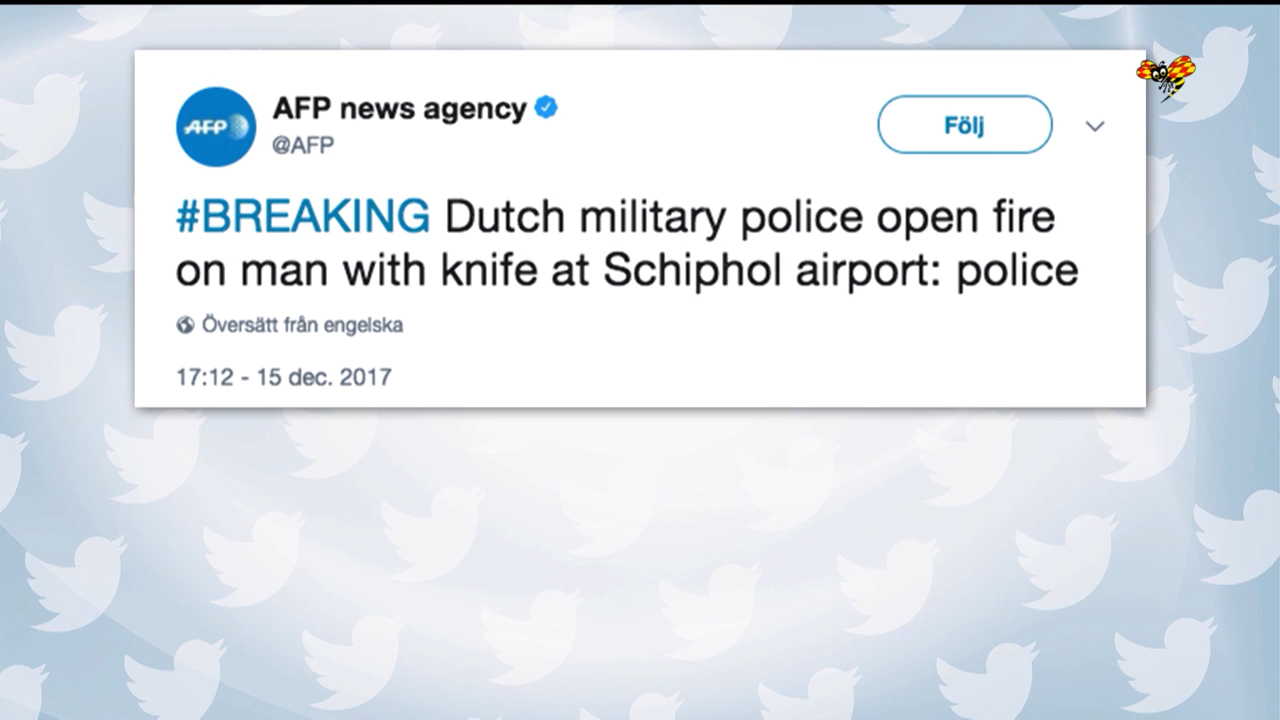 AFP
AFP news agency
@AFP
Följ
#BREAKING Dutch military police open fire
on man with knife at Schiphol airport: police
Översätt från engelska
17:12 - 15 dec. 2017